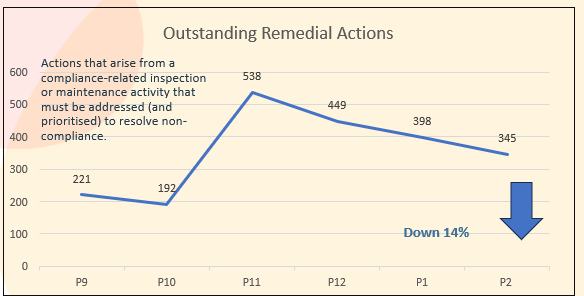 Outstanding Remedial Actions
Actions that arise from a
compliance-related inspection
or maintenance activity that
must be addressed (and
prioritised) to resolve non-
compliance.
600
500
400
300
200
100
0
221
192
538
449
398
345
Down 14%
P9
P10
P11
P12
P1
P2